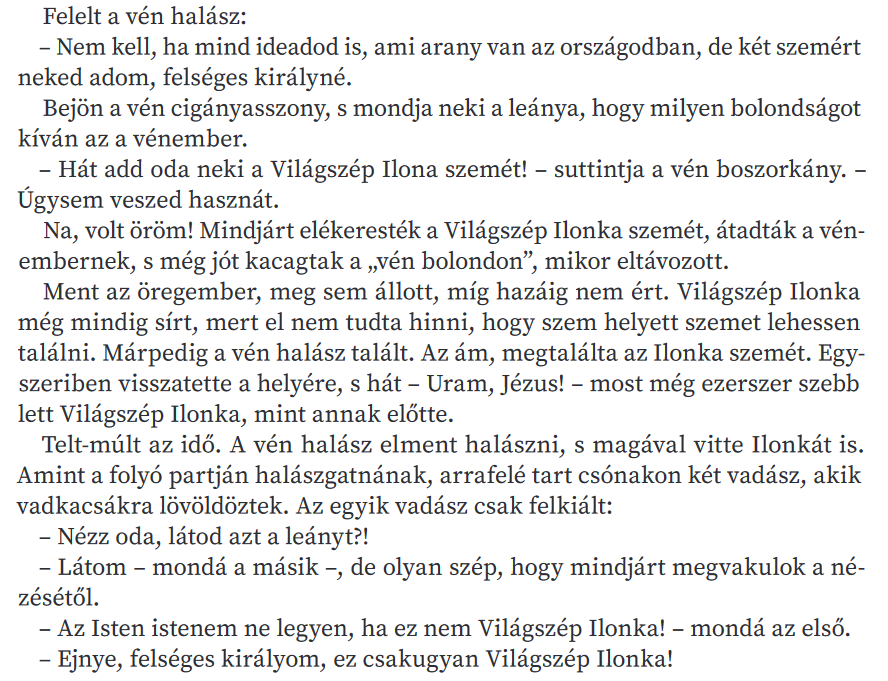 Felelt a vén halász:
– Nem kell, ha mind ideadod is, ami arany van az országodban, de két szemért
neked adom, felséges királyné.
Bejön a vén cigányasszony, s mondja neki a leánya, hogy milyen bolondságot
kíván az a vénember.
– Hát add oda neki a Világszép Ilona szemét! – suttintja a vén boszorkány. –
Úgysem veszed hasznát.
Na, volt öröm! Mindjárt elékeresték a Világszép Ilonka szemét, átadták a vén-
embernek, s még jót kacagtak a „vén bolondon”, mikor eltávozott.
Ment az öregember, meg sem állott, míg hazáig nem ért. Világszép Ilonka
még mindig sírt, mert el nem tudta hinni, hogy szem helyett szemet lehessen
találni. Márpedig a vén halász talált. Az ám, megtalálta az Ilonka szemét. Egy-
szeriben visszatette a helyére, s hát – Uram, Jézus! – most még ezerszer szebb
lett Világszép Ilonka, mint annak előtte.
Telt-múlt az idő. A vén halász elment halászni, s magával vitte Ilonkát is.
Amint a folyó partján halászgatnának, arrafelé tart csónakon két vadász, akik
vadkacsákra lövöldöztek. Az egyik vadász csak felkiált:
– Nézz oda, látod azt a leányt?!
– Látom – mondá a másik –, de olyan szép, hogy mindjárt megvakulok a né-
zésétől.
– Az Isten istenem ne legyen, ha ez nem Világszép Ilonka! – mondá az első.
– Ejnye, felséges királyom, ez csakugyan Világszép Ilonka!